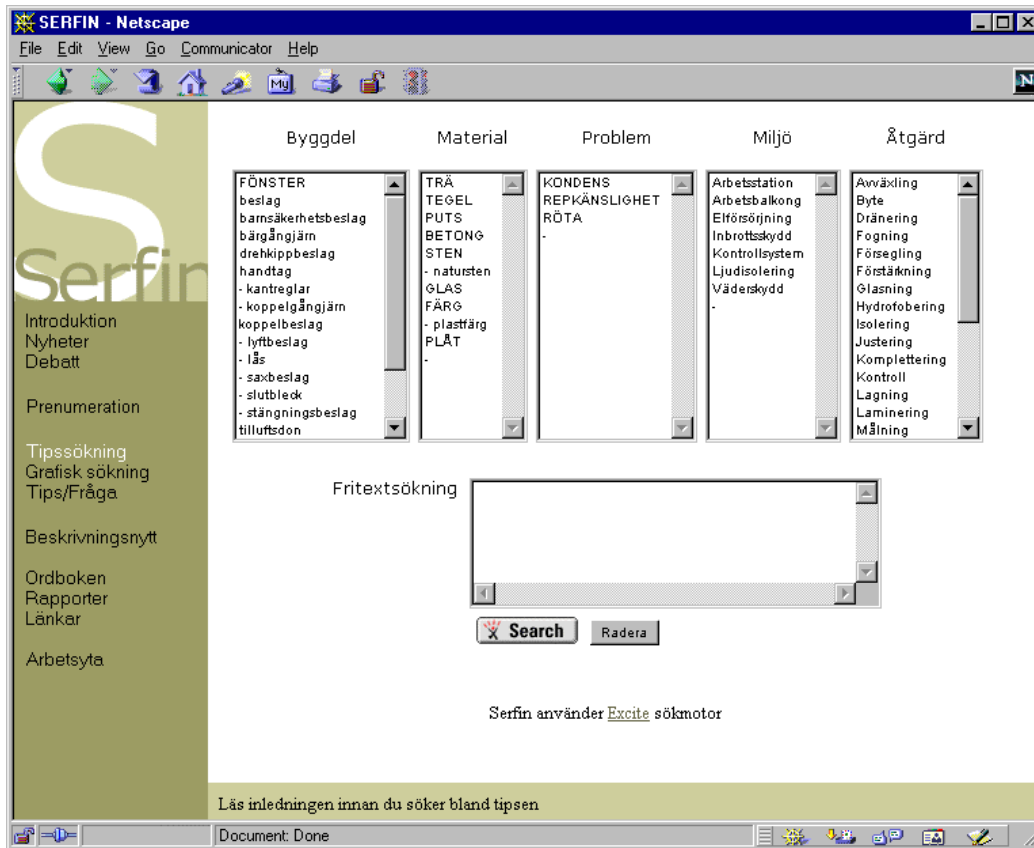 SERFIN - Netscape
File Edit View Go Communicator Help
My
N
S
Serfin
Introduktion
Nyheter
Debatt
Prenumeration
Tipssökning
Grafisk sökning
Tips/Fråga
Beskrivningsnytt
Ordboken
Rapporter
Länkar
Arbetsyta
Byggdel
FÖNSTER
beslag
barnsäkerhetsbeslag
bärgångjärn
drehkippbeslag
handtag
- kantreglar
- koppelgångjärn
koppelbeslag
- lyftbeslag
- lås
- saxbeslag
- slutbleck
- stängningsbeslag
tilluftsdon
Material
TRÄ
TEGEL
PUTS
BETONG
STEN
- natursten
GLAS
FÄRG
- plastfärg
PLÅT
-
Problem
KONDENS
REPKÄNSLIGHET
RÖTA
-
Miljö
Arbetsstation
Arbetsbalkong
Elförsörjning
Inbrottsskydd
Kontrollsystem
Ljudisolering
Väderskydd
-
Åtgärd
Avväxling
Byte
Dränering
Fogning
Försegling
Förstärkning
Glasning
Hydrofobering
Isolering
Justering
Komplettering
Kontroll
Lagning
Laminering
Målning
Fritextsökning
Search Radera
Serfin använder Excite sökmotor
Läs inledningen innan du söker bland tipsen
Document: Done